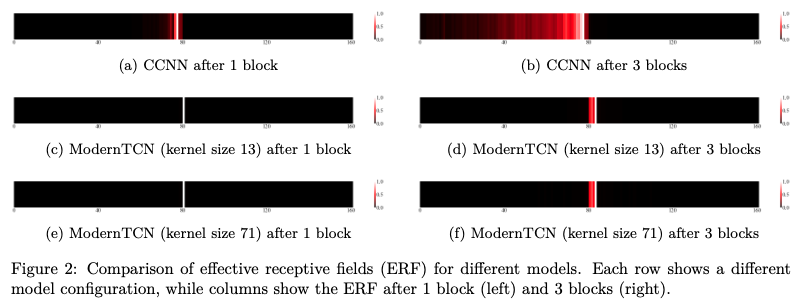 1.0
0.5
0.0
0 40 80 120 160
1.0
0.5
0.0
0 40 80 120 160
(a) CCNN after 1 block
(b) CCNN after 3 blocks
1.0
0.5
0.0
0 40 80 120 160
1.0
0.5
0.0
0 40 80 120 160
(c) ModernTCN (kernel size 13) after 1 block
(d) ModernTCN (kernel size 13) after 3 blocks
1.0
0.5
0.0
0 40 80 120 160
1.0
0.5
0.0
0 40 80 120 160
(e) ModernTCN (kernel size 71) after 1 block
(f) ModernTCN (kernel size 71) after 3 blocks
Figure 2: Comparison of effective receptive fields (ERF) for different models. Each row shows a different
model configuration, while columns show the ERF after 1 block (left) and 3 blocks (right).